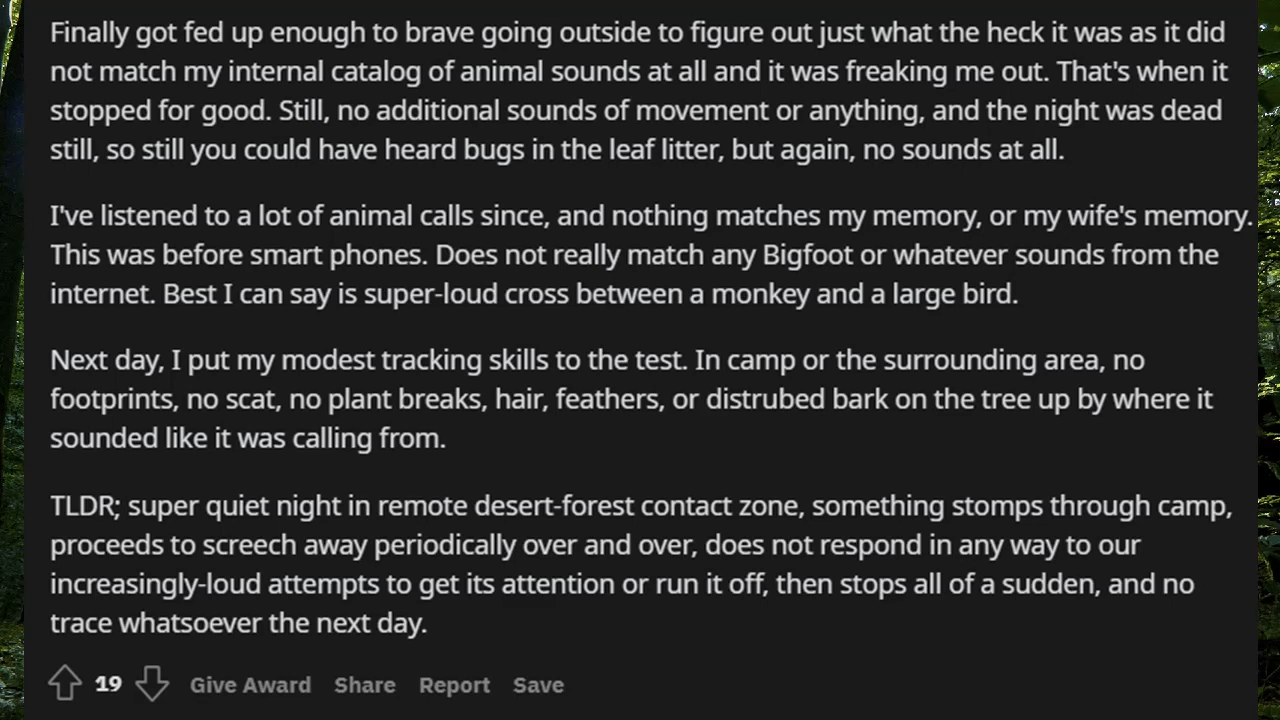 Finally got fed up enough to brave going outside to figure out just what the heck it was as it did
not match my internal catalog of animal sounds at all and it was freaking me out. That's when it
stopped for good. Still, no additional sounds of movement or anything, and the night was dead
still, so still you could have heard bugs in the leaf litter, but again, no sounds at all.
I've listened to a lot of animal calls since, and nothing matches my memory, or my wife's memory.
This was before smart phones. Does not really match any Bigfoot or whatever sounds from the
internet. Best I can say is super-loud cross between a monkey and a large bird.
Next day, I put my modest tracking skills to the test. In camp or the surrounding area, no
footprints, no scat, no plant breaks, hair, feathers, or distrubed bark on the tree up by where it
sounded like it was calling from.
TLDR; super quiet night in remote desert-forest contact zone, something stomps through camp,
proceeds to screech away periodically over and over, does not respond in any way to our
increasingly-loud attempts to get its attention or run it off, then stops all of a sudden, and no
trace whatsoever the next day.
19 Give Award Share Report Save